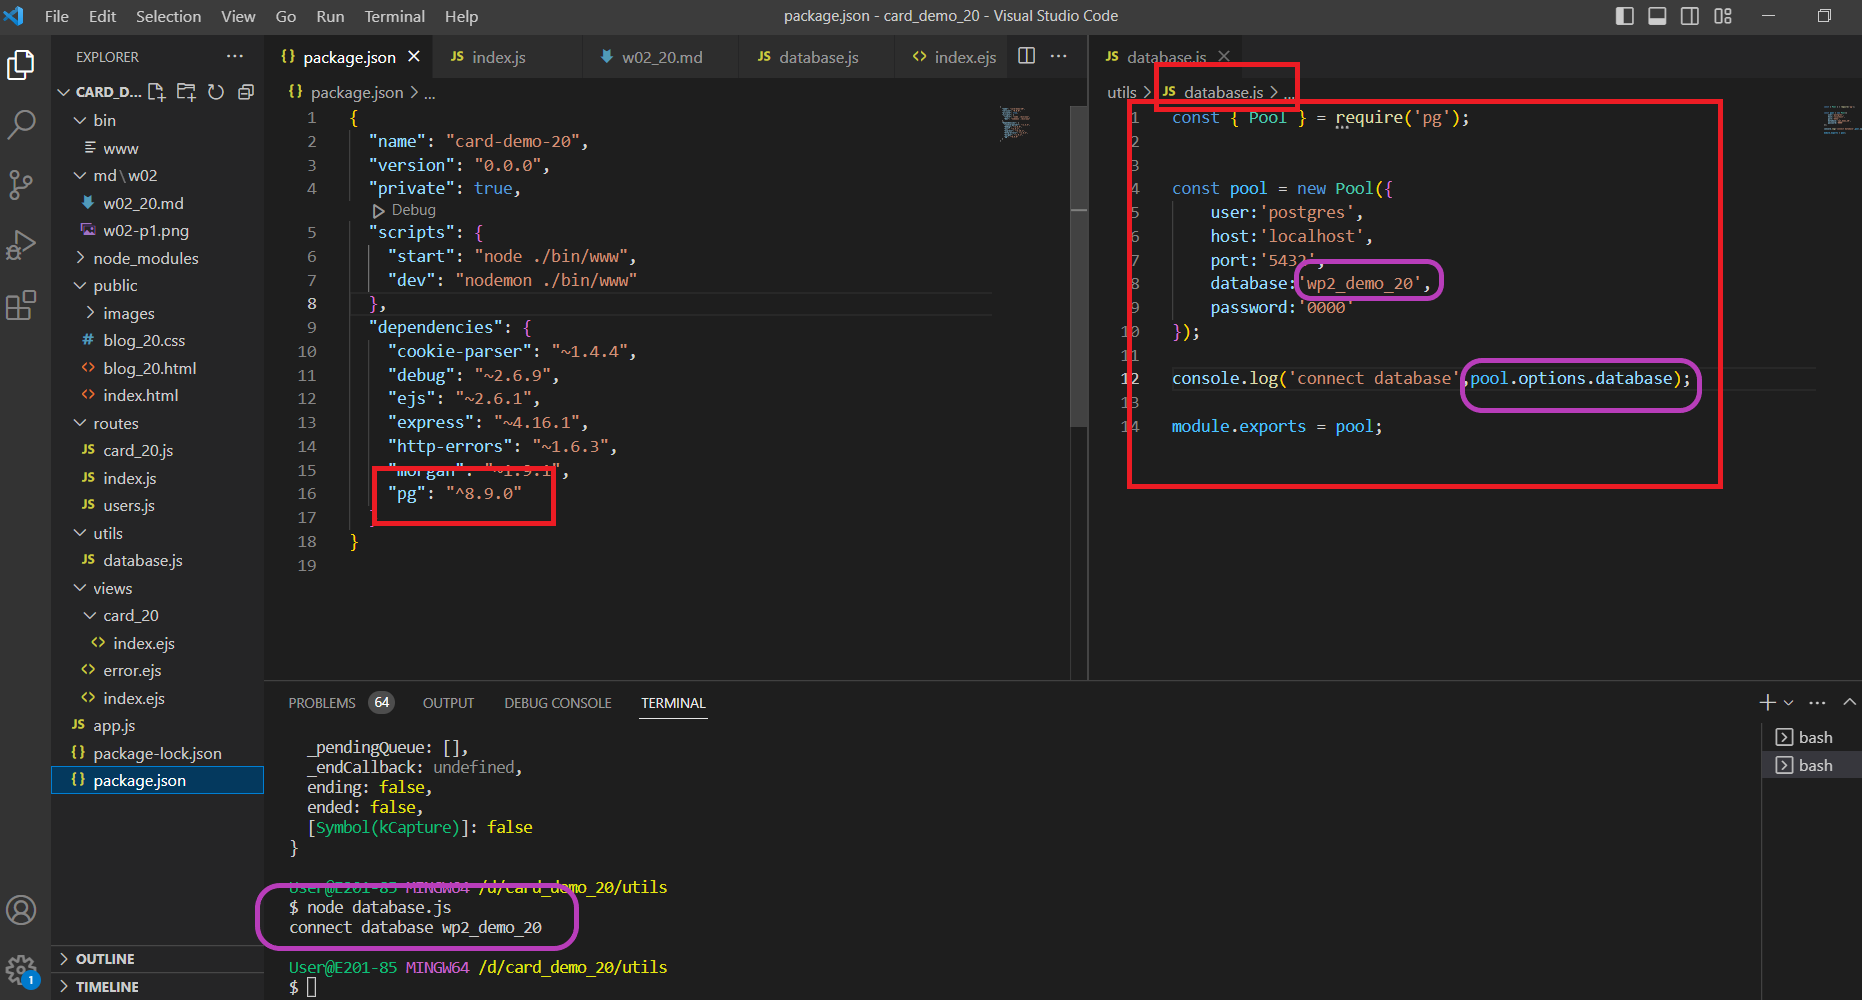 File Edit Selection View Go Run Terminal Help
package.json - card_demo_20 - Visual Studio Code
EXPLORER
CARD_D...
bin
www
md\w02
w02_20.md
w02-p1.png
node_modules
public
images
# blog_20.css
<> blog_20.html
<> index.html
routes
JS card_20.js
JS index.js
JS users.js
utils
JS database.js
views
card_20
<> index.ejs
<> error.ejs
<> index.ejs
JS app.js
{} package-lock.json
{} package.json
OUTLINE
TIMELINE
1
{} package.json
JS index.js
w02_20.md
JS database.js
<> index.ejs
{} package.json > ...
1 {
2 "name": "card-demo-20",
3 "version": "0.0.0",
4 "private": true,
Debug
5 "scripts": {
6 "start": "node ./bin/www",
7 "dev": "nodemon ./bin/www"
8 },
9 "dependencies": {
10 "cookie-parser": "~1.4.4",
11 "debug": "~2.6.9",
12 "ejs": "~2.6.1",
13 "express": "~4.16.1",
14 "http-errors": "~1.6.3",
15 "morgan": "~1.9.1",
16 "pg": "^8.9.0"
17 }
18 }
19
JS database.js
utils > JS database.js > ...
1 const { Pool } = require('pg');
2
3
4 const pool = new Pool({
5 user:'postgres',
6 host:'localhost',
7 port:'5432',
8 database:'wp2_demo_20',
9 password:'0000'
10 });
11
12 console.log('connect database',pool.options.database);
13
14 module.exports = pool;
PROBLEMS 64 OUTPUT DEBUG CONSOLE TERMINAL
_pendingQueue: [],
_endCallback: undefined,
ending: false,
ended: false,
[Symbol(kCapture)]: false
}
User@E201-85 MINGW64 /d/card_demo_20/utils
$ node database.js
connect database wp2_demo_20
User@E201-85 MINGW64 /d/card_demo_20/utils
$
bash
bash